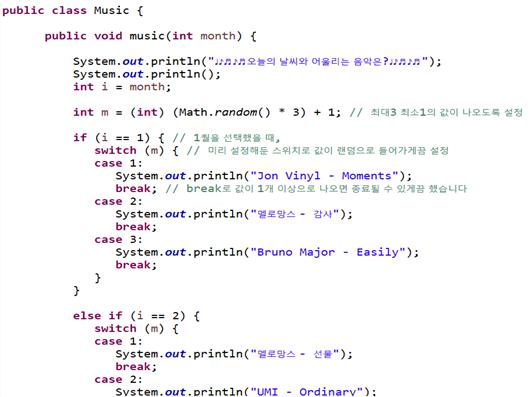 public class Music {
public void music(int month) {
System.out.println("♩♪♬♪♬오늘의 날씨와 어울리는 음악은?♩♪♬♪♬");
System.out.println();
int i = month;
int m = (int) (Math.random() * 3) + 1; // 최대3 최소1의 값이 나오도록 설정
if (i == 1) { // 1월을 선택했을 때,
switch (m) { // 미리 설정해둔 스위치로 값이 랜덤으로 들어가게끔 설정
case 1:
System.out.println("Jon Vinyl - Moments");
break; // break로 값이 1개 이상으로 나오면 종료될 수 있게끔 했습니다
case 2:
System.out.println("멜로망스 - 감사");
break;
case 3:
System.out.println("Bruno Major - Easily");
break;
}
}
else if (i == 2) {
switch (m) {
case 1:
System.out.println("멜로망스 - 선물");
break;
case 2:
System.out.println("UMI - Ordinary");